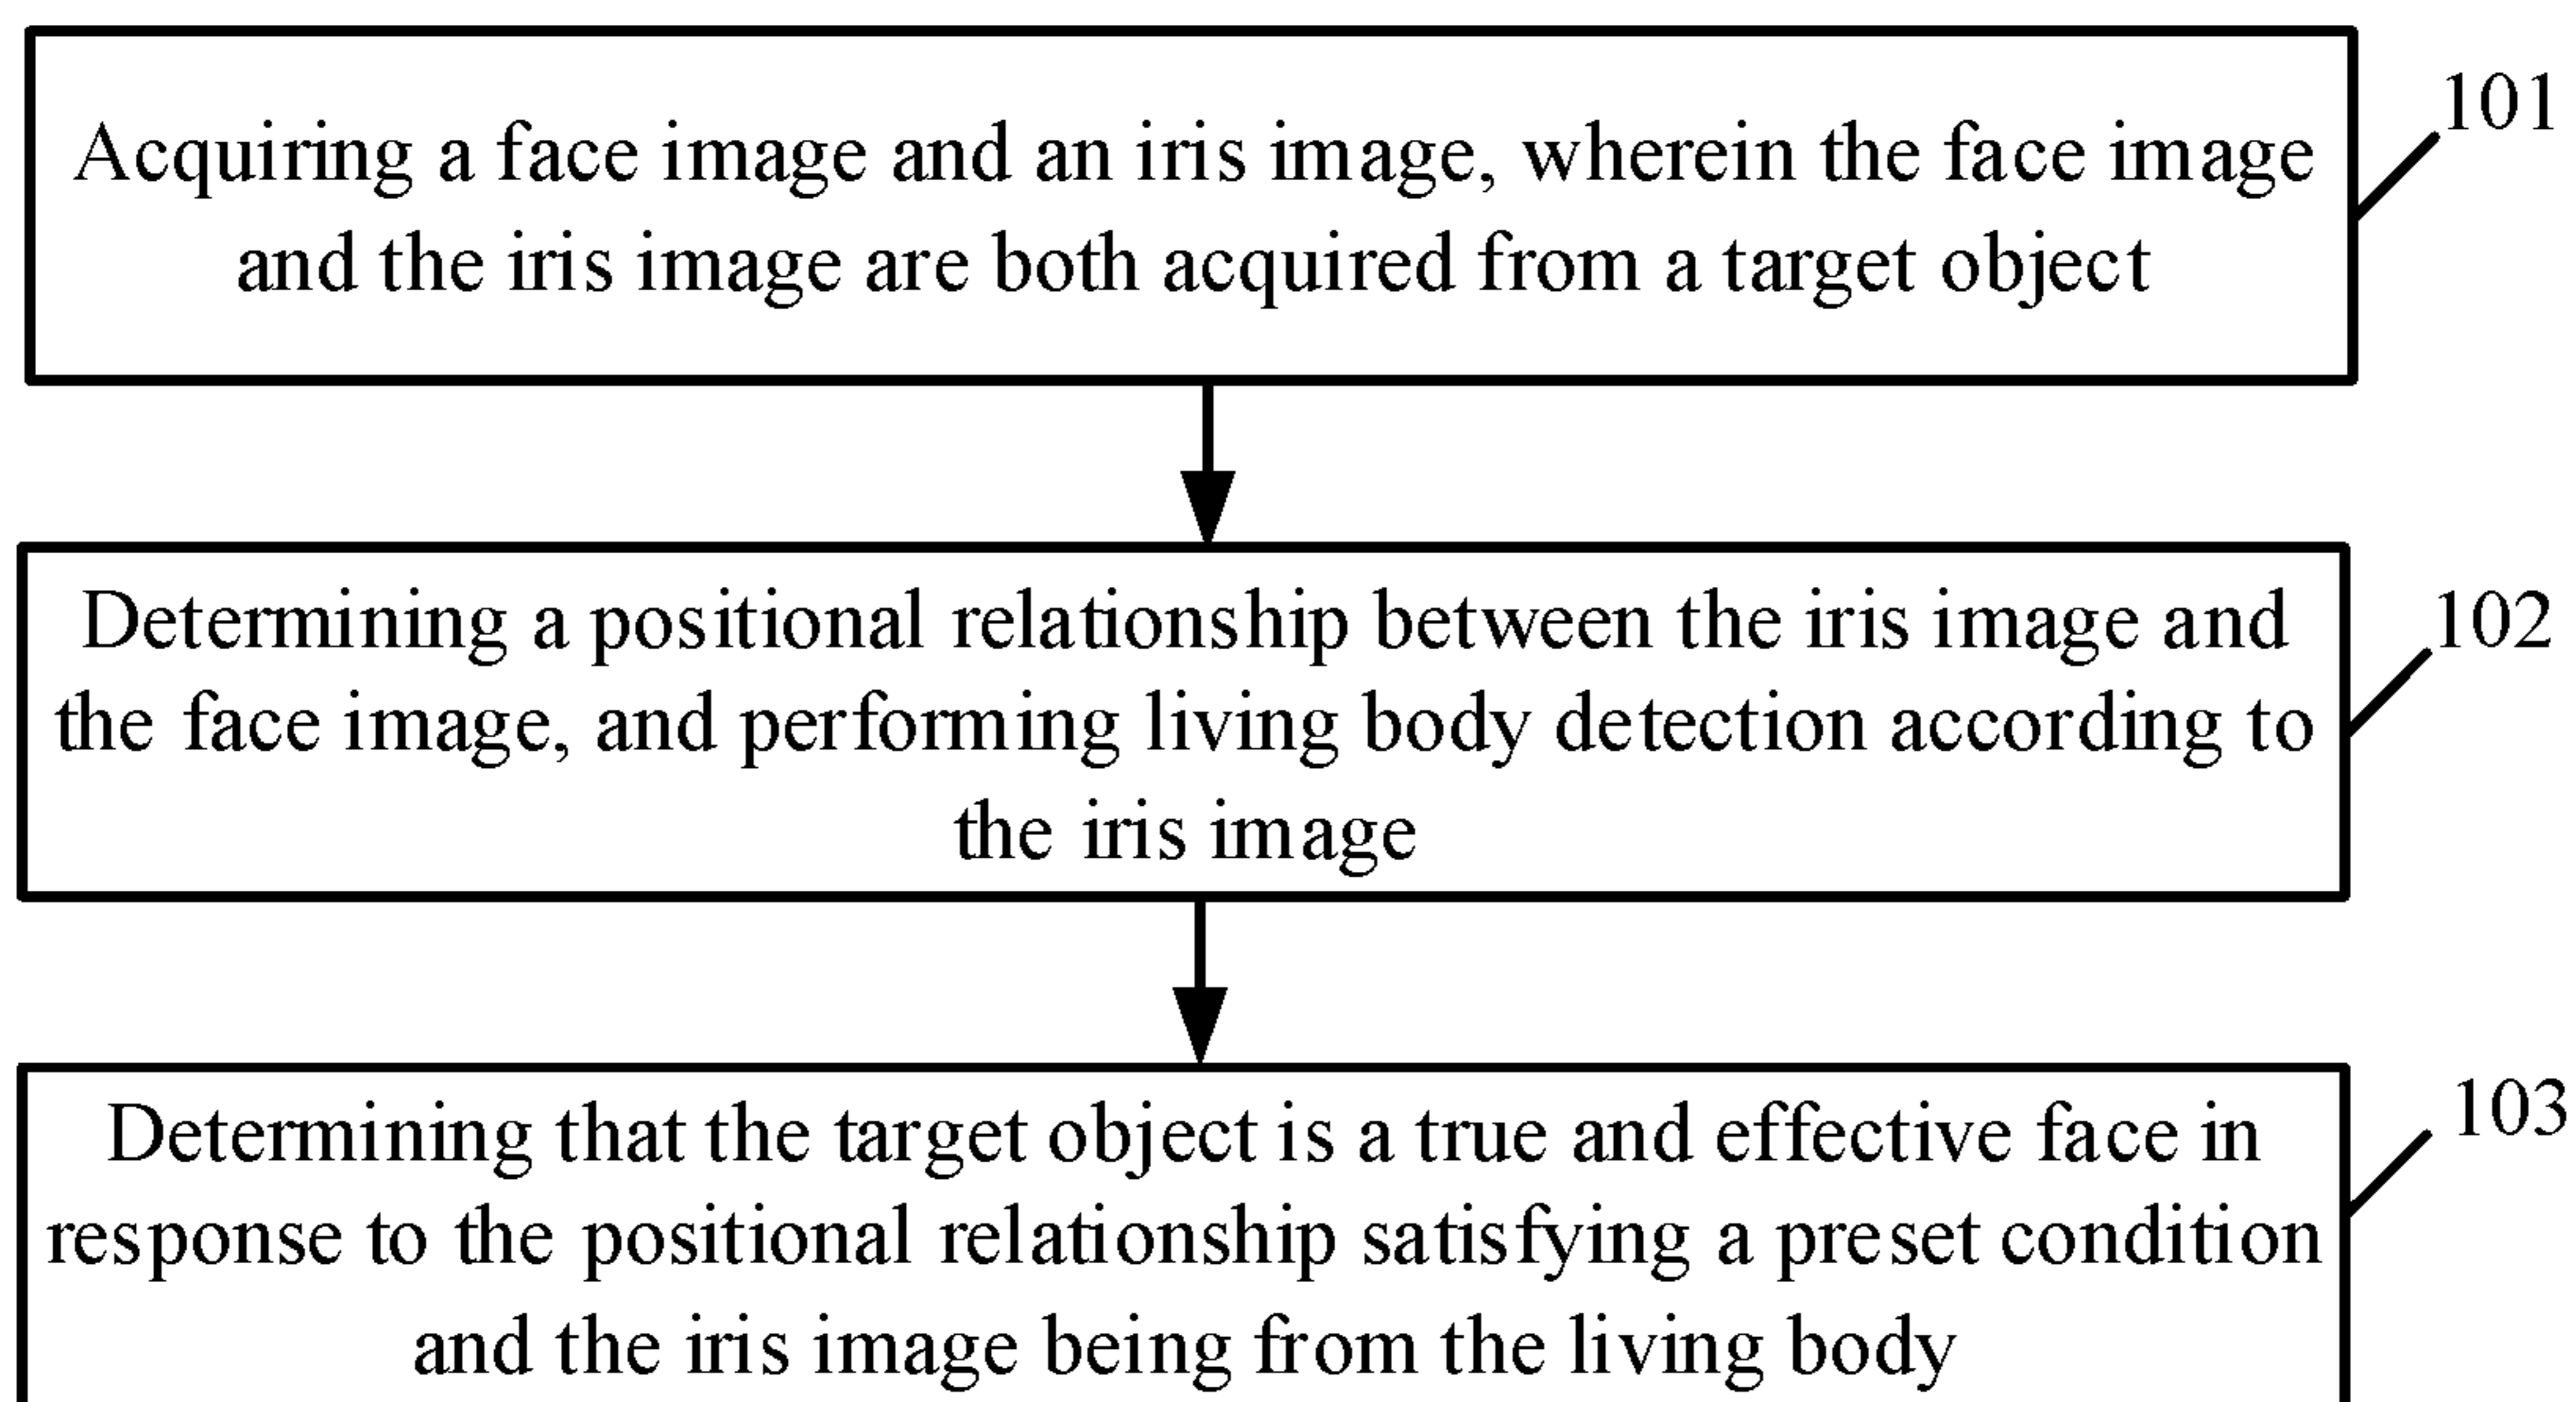 Acquiring a face image and an iris image, wherein the face image
and the iris image are both acquired from a target object
101
Determining a positional relationship between the iris image and
the face image, and performing living body detection according to
the iris image
102
Determining that the target object is a true and effective face in
response to the positional relationship satisfying a preset condition
and the iris image being from the living body
103